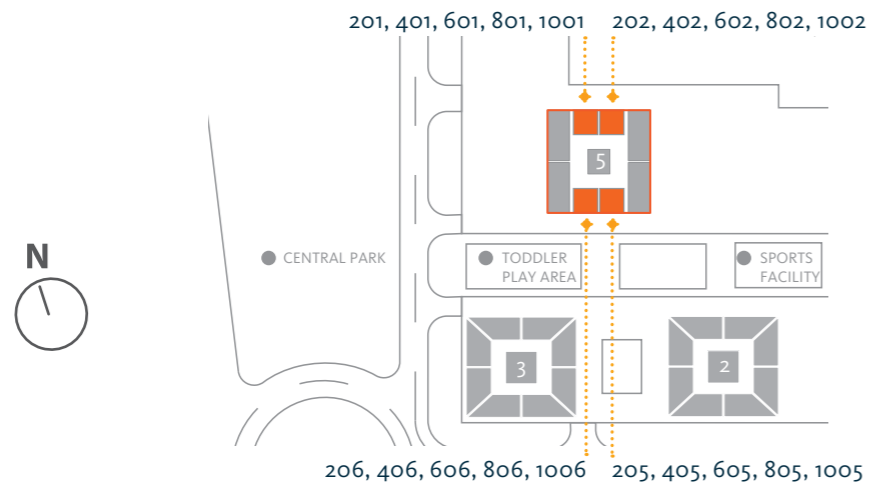 201, 401, 601, 801, 1001
202, 402, 602, 802, 1002
5
N
CENTRAL PARK
TODDLER
PLAY AREA
SPORTS
FACILITY
3
2
206, 406, 606, 806, 1006
205, 405, 605, 805, 1005